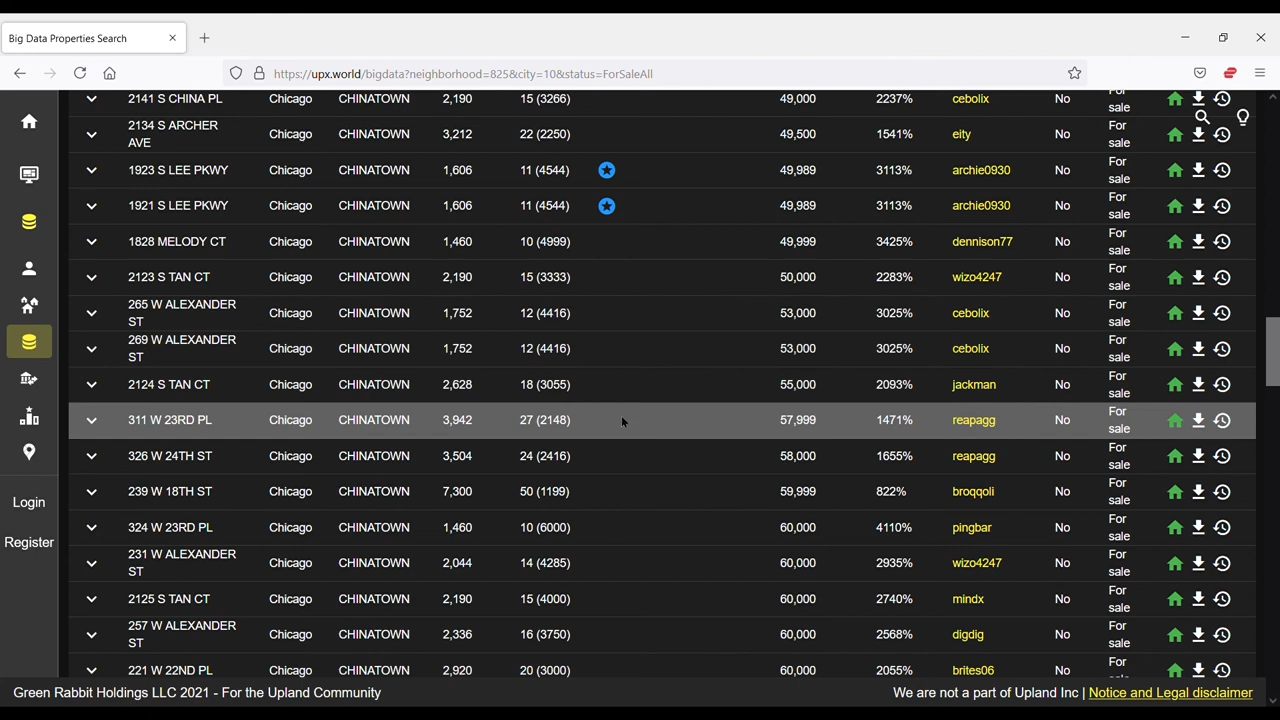 Big Data Properties Search
https://upx.world/bigdata?neighborhood=825&city=10&status=ForSaleAll
2141 S CHINA PL Chicago CHINATOWN 2,190 15 (3266) 49,000 2237% cebolix No For sale
2134 S ARCHER AVE Chicago CHINATOWN 3,212 22 (2250) 49,500 1541% eity No For sale
1923 S LEE PKWY Chicago CHINATOWN 1,606 11 (4544) 49,989 3113% archie0930 No For sale
1921 S LEE PKWY Chicago CHINATOWN 1,606 11 (4544) 49,989 3113% archie0930 No For sale
1828 MELODY CT Chicago CHINATOWN 1,460 10 (4999) 49,999 3425% dennison77 No For sale
2123 S TAN CT Chicago CHINATOWN 2,190 15 (3333) 50,000 2283% wizo4247 No For sale
265 W ALEXANDER ST Chicago CHINATOWN 1,752 12 (4416) 53,000 3025% cebolix No For sale
269 W ALEXANDER ST Chicago CHINATOWN 1,752 12 (4416) 53,000 3025% cebolix No For sale
2124 S TAN CT Chicago CHINATOWN 2,628 18 (3055) 55,000 2093% jackman No For sale
311 W 23RD PL Chicago CHINATOWN 3,942 27 (2148) 57,999 1471% reapagg No For sale
326 W 24TH ST Chicago CHINATOWN 3,504 24 (2416) 58,000 1655% reapagg No For sale
239 W 18TH ST Chicago CHINATOWN 7,300 50 (1199) 59,999 822% broqqoli No For sale
324 W 23RD PL Chicago CHINATOWN 1,460 10 (6000) 60,000 4110% pingbar No For sale
231 W ALEXANDER ST Chicago CHINATOWN 2,044 14 (4285) 60,000 2935% wizo4247 No For sale
2125 S TAN CT Chicago CHINATOWN 2,190 15 (4000) 60,000 2740% mindx No For sale
257 W ALEXANDER ST Chicago CHINATOWN 2,336 16 (3750) 60,000 2568% digdig No For sale
221 W 22ND PL Chicago CHINATOWN 2,920 20 (3000) 60,000 2055% brites06 No For
Login
Register
Green Rabbit Holdings LLC 2021 - For the Upland Community
We are not a part of Upland Inc | Notice and Legal disclaimer